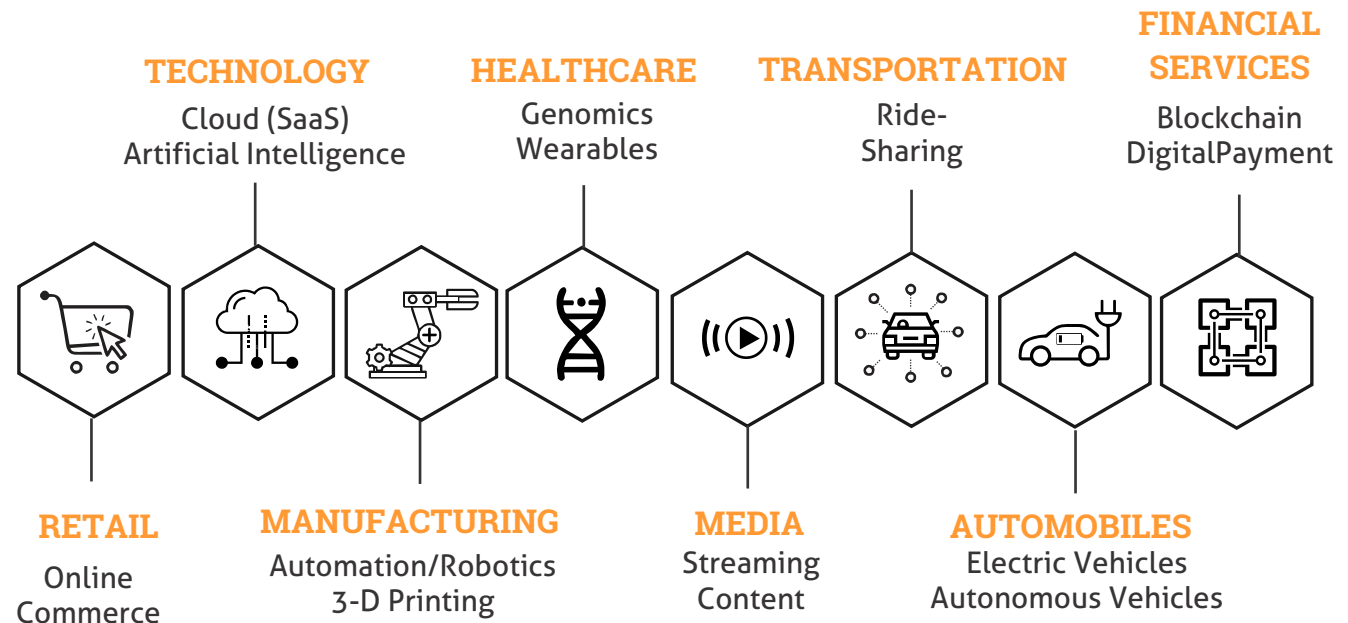 TECHNOLOGY
Cloud (SaaS)
Artificial Intelligence
HEALTHCARE
Genomics
Wearables
TRANSPORTATION
Ride-
Sharing
FINANCIAL
SERVICES
Blockchain
DigitalPayment
RETAIL
Online
Commerce
MANUFACTURING
Automation/Robotics
3-D Printing
MEDIA
Streaming
Content
AUTOMOBILES
Electric Vehicles
Autonomous Vehicles